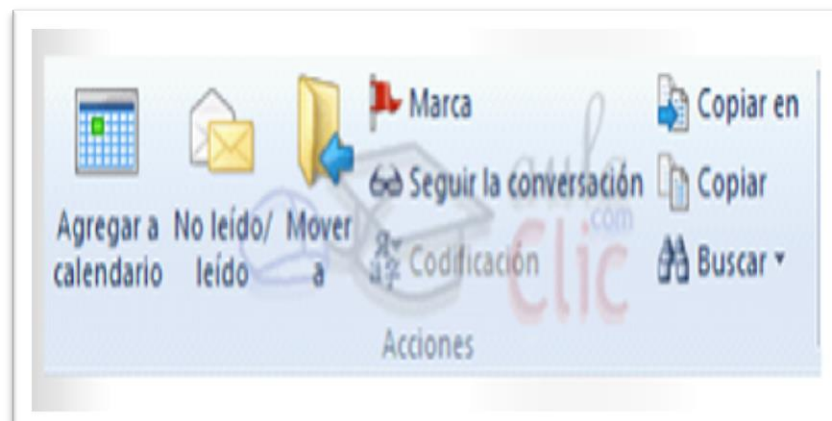 Agregar a calendario
No leído/ leído
Mover a
Marca
Seguir la conversación
Codificación
Copiar en
Copiar
Buscar
Acciones
aula
Clic
.com